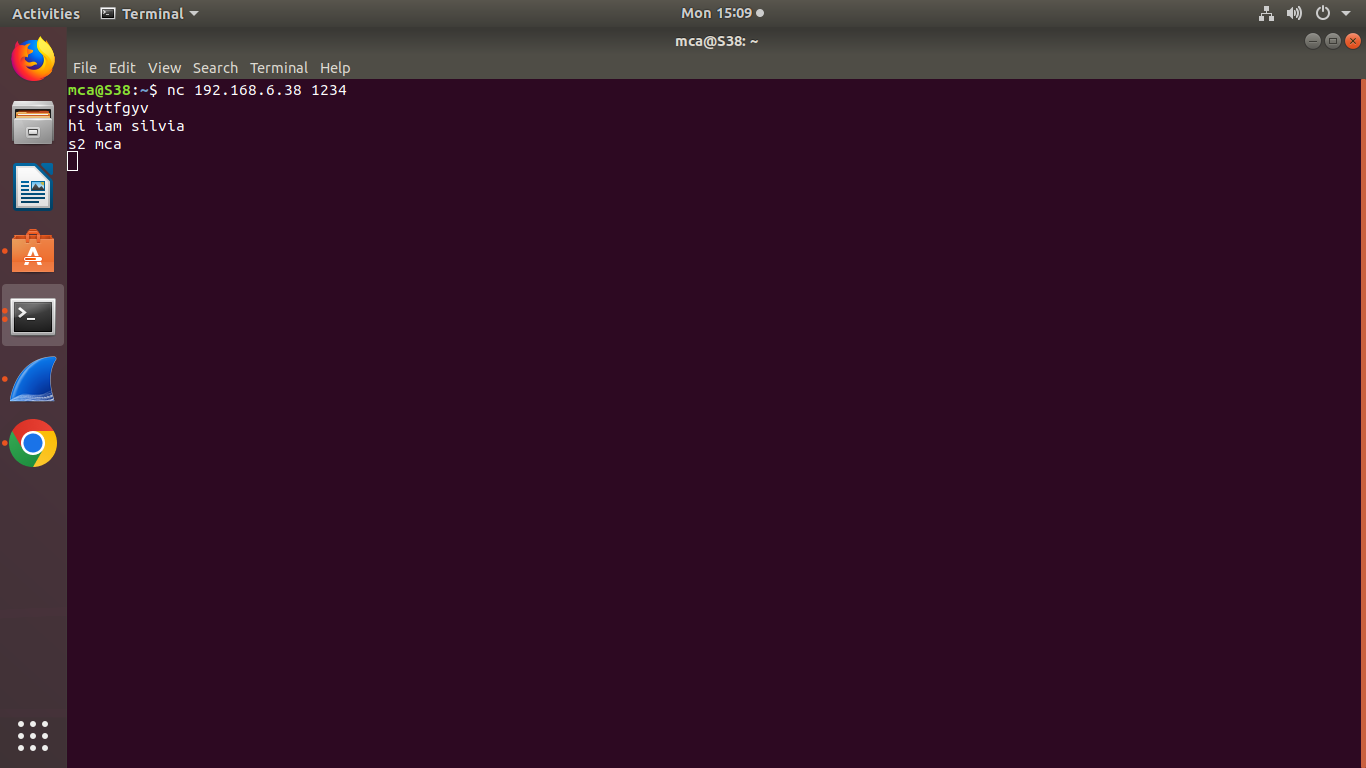 Activities Terminal Mon 15:09
mca@S38: ~
File Edit View Search Terminal Help
mca@S38:~$ nc 192.168.6.38 1234
rsdytfgyv
hi iam silvia
s2 mca